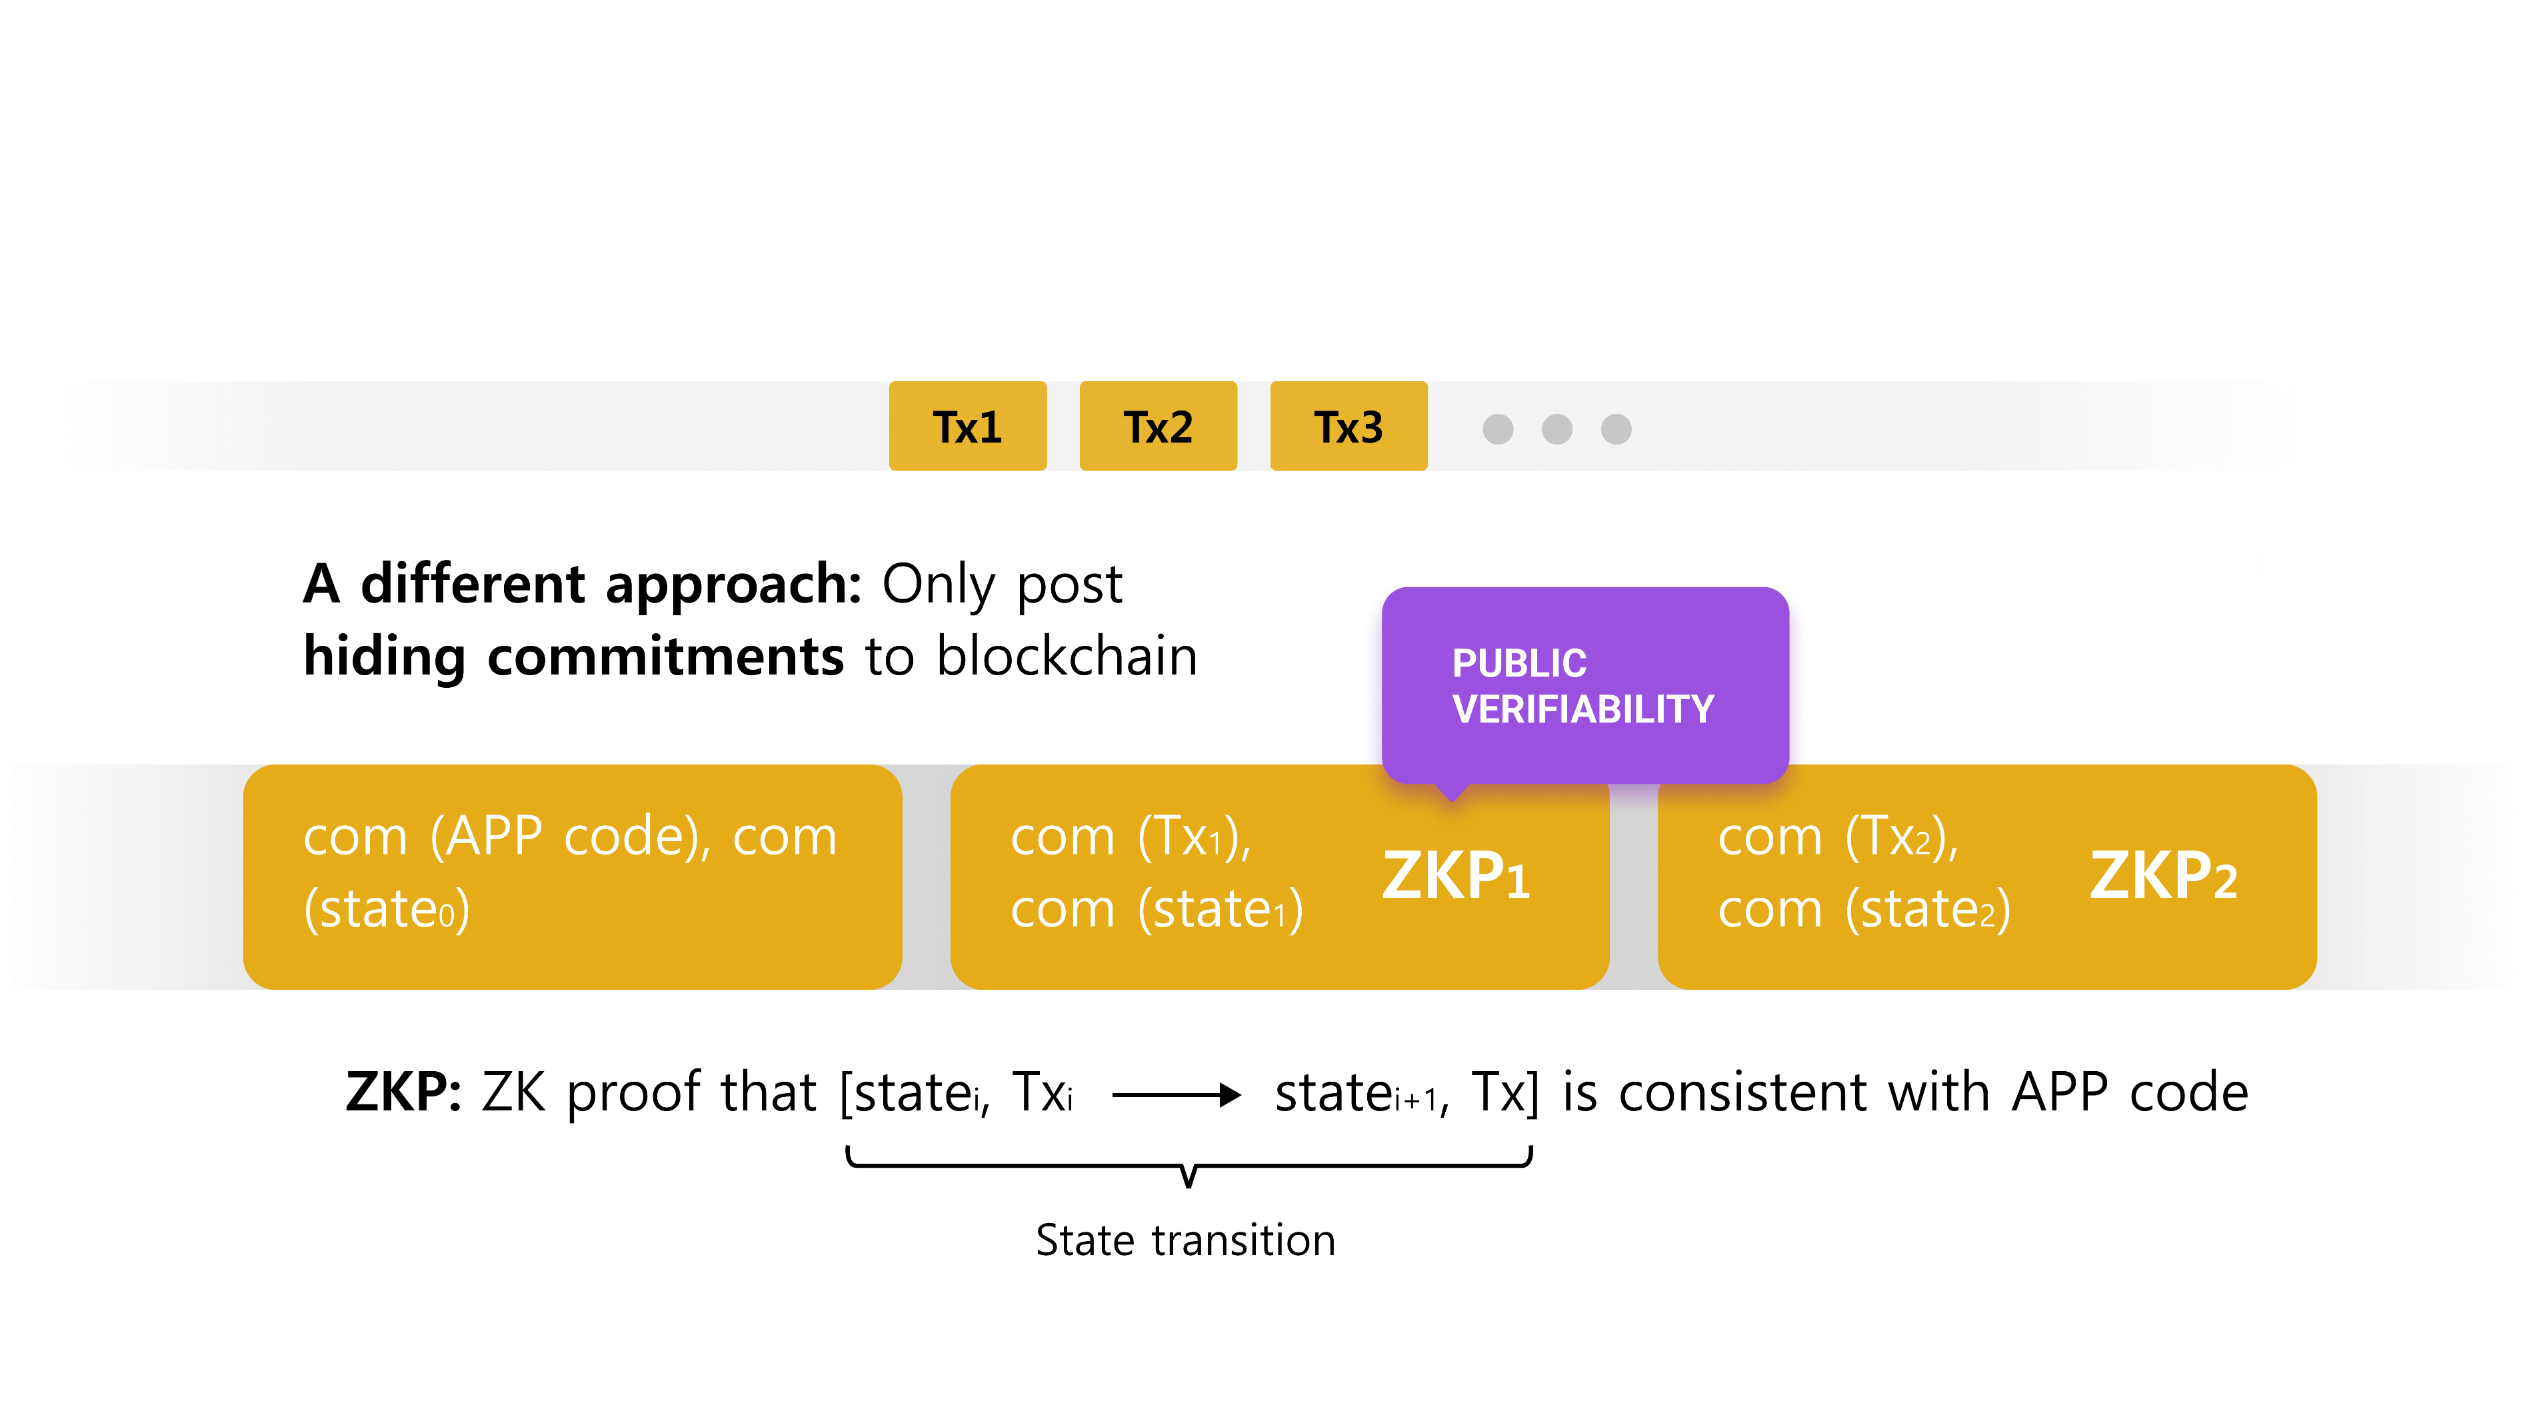 Tx1 Tx2 Tx3
A different approach: Only post
hiding commitments to blockchain
PUBLIC
VERIFIABILITY
com (APP code), com
(state₀)
com (Tx₁),
com (state₁)
ZKP₁
com (Tx₂),
com (state₂)
ZKP₂
ZKP: ZK proof that [stateᵢ, Txᵢ ⟶ stateᵢ₊₁, Tx] is consistent with APP code
State transition